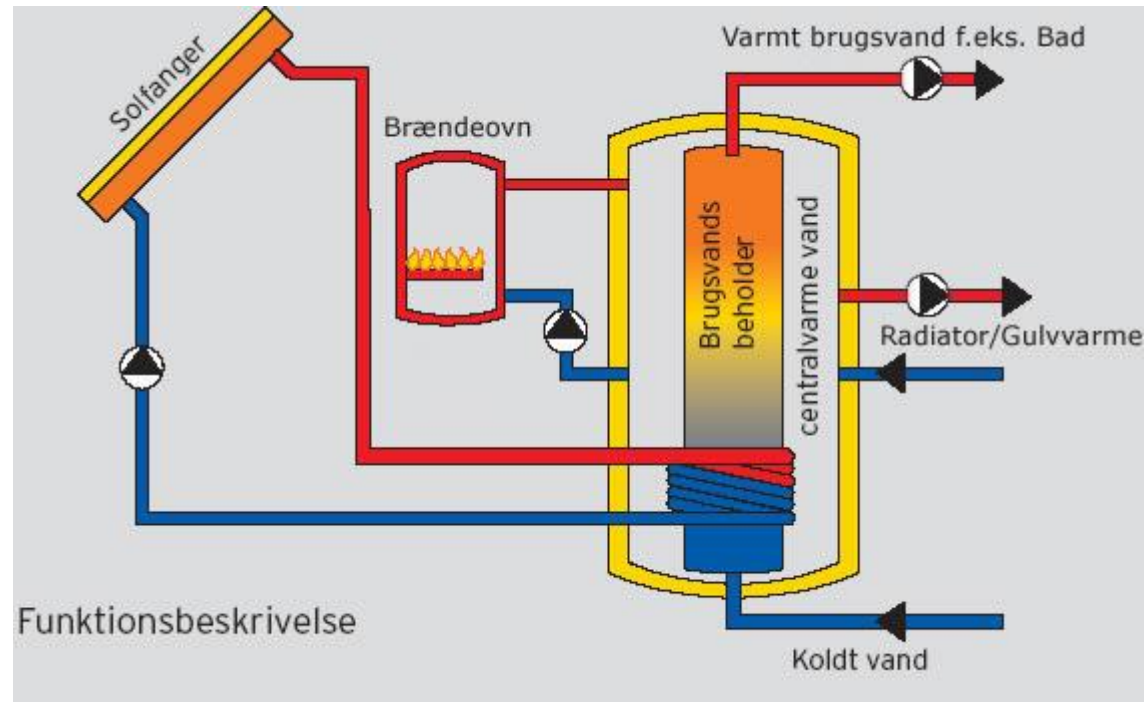 Varmt brugsvand f.eks. Bad
Solfanger
Brændeovn
Brugsvands
beholder
centralvarme vand
Radiator/Gulvvarme
Funktionsbeskrivelse
Koldt vand